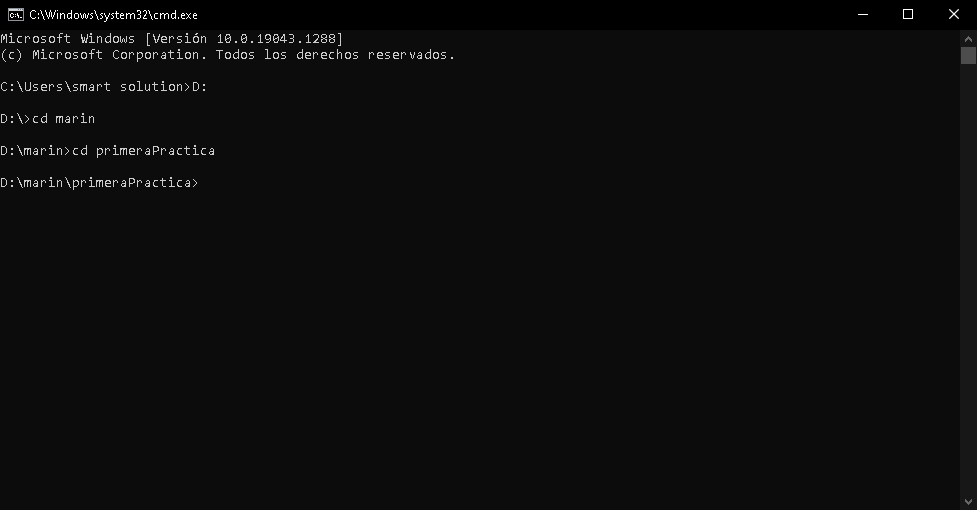 C:\Windows\system32\cmd.exe
Microsoft Windows [Versión 10.0.19043.1288]
(c) Microsoft Corporation. Todos los derechos reservados.
C:\Users\smart solution>D:
D:\>cd marin
D:\marin>cd primeraPractica
D:\marin\primeraPractica>